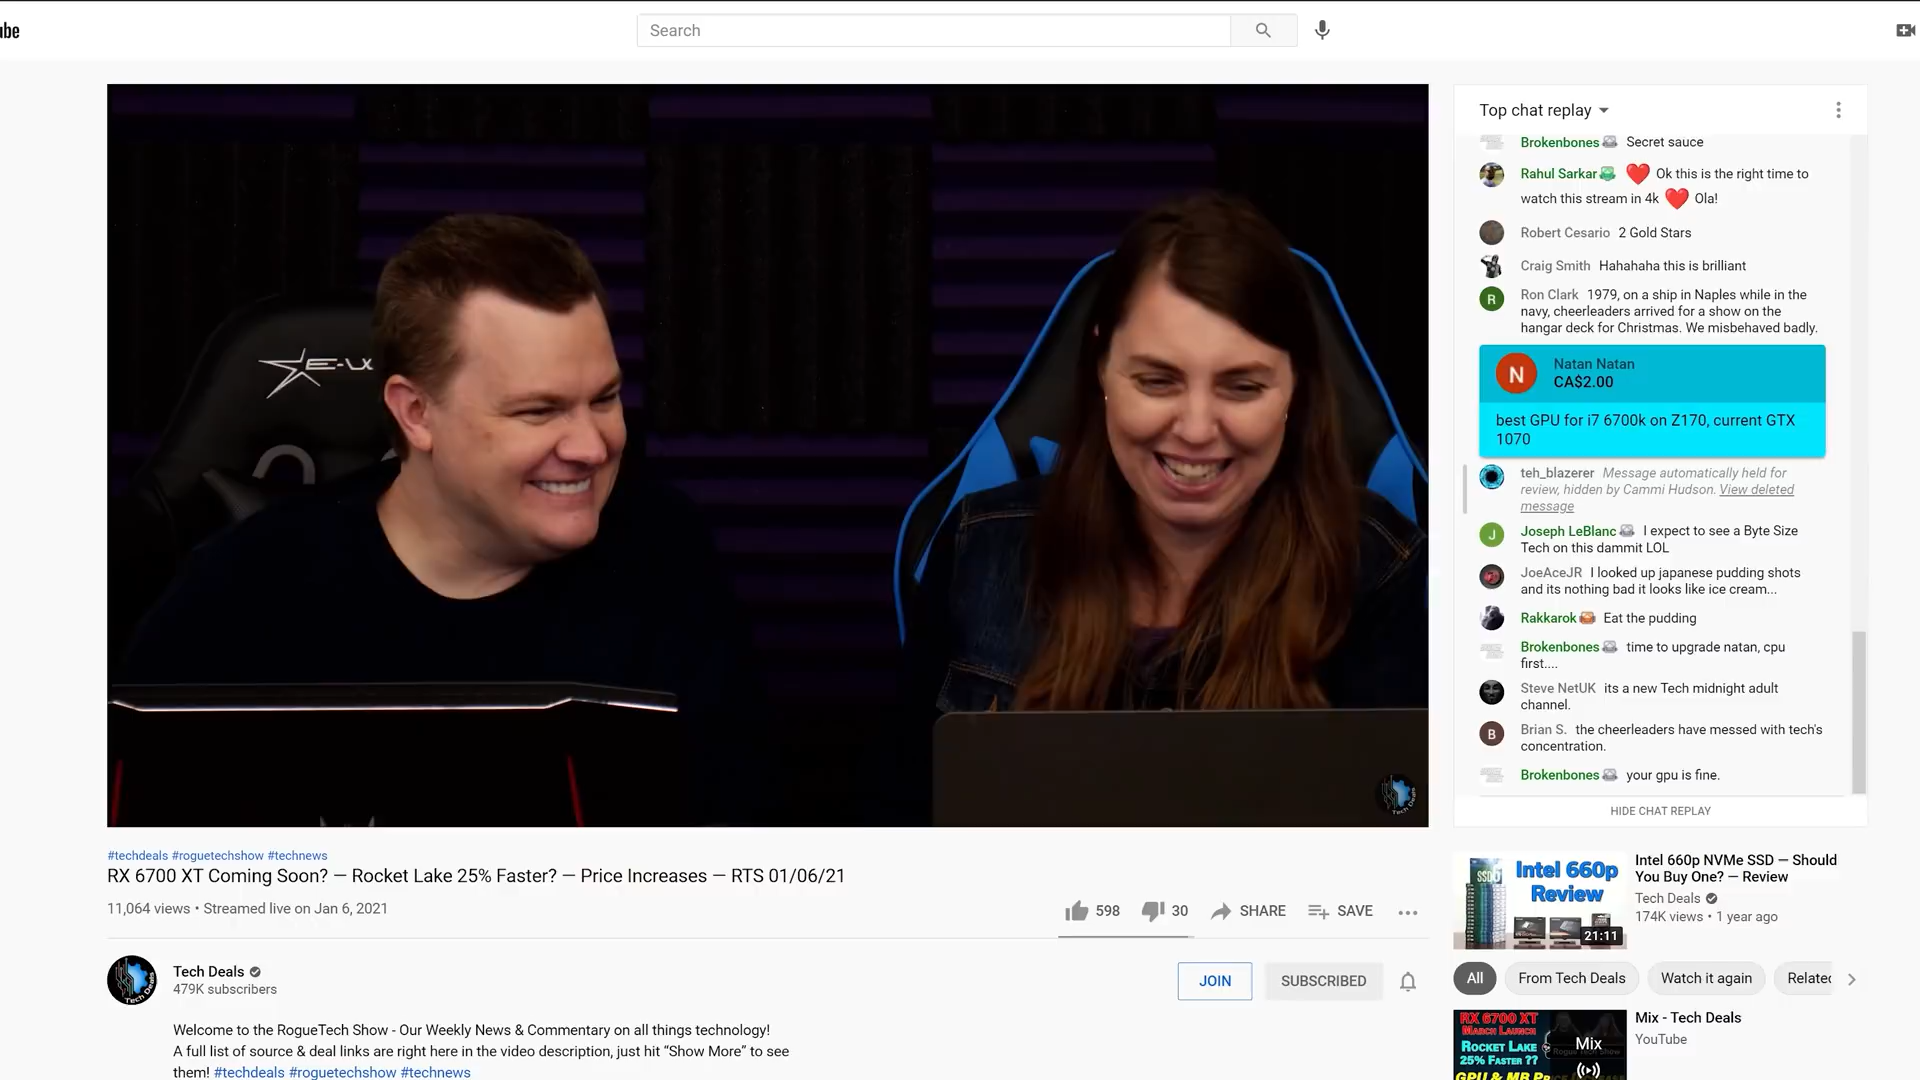 ube
Search
E-WIN
Tech Deals
#techdeals #roguetechshow #technews
RX 6700 XT Coming Soon? — Rocket Lake 25% Faster? — Price Increases — RTS 01/06/21
11,064 views • Streamed live on Jan 6, 2021
598
30
SHARE
SAVE
Tech Deals
Tech Deals
479K subscribers
JOIN
SUBSCRIBED
Welcome to the RogueTech Show - Our Weekly News & Commentary on all things technology!
A full list of source & deal links are right here in the video description, just hit “Show More” to see
them! #techdeals #roguetechshow #technews
Top chat replay
Brokenbones Secret sauce
Rahul Sarkar ❤️ Ok this is the right time to
watch this stream in 4k ❤️ Ola!
Robert Cesario 2 Gold Stars
Craig Smith Hahahaha this is brilliant
R
Ron Clark 1979, on a ship in Naples while in the
navy, cheerleaders arrived for a show on the
hangar deck for Christmas. We misbehaved badly.
N
Natan Natan
CA$2.00
best GPU for i7 6700k on Z170, current GTX
1070
teh_blazerer Message automatically held for
review, hidden by Cammi Hudson. View deleted
message
J
Joseph LeBlanc I expect to see a Byte Size
Tech on this dammit LOL
JoeAceJR I looked up japanese pudding shots
and its nothing bad it looks like ice cream...
Rakkarok Eat the pudding
Brokenbones time to upgrade natan, cpu
first....
Steve NetUK its a new Tech midnight adult
channel.
B
Brian S. the cheerleaders have messed with tech's
concentration.
Brokenbones your gpu is fine.
HIDE CHAT REPLAY
Intel 660p
Review
SSD
21:11
Intel 660p NVMe SSD — Should
You Buy One? — Review
Tech Deals
174K views • 1 year ago
All
From Tech Deals
Watch it again
Related
RX 6700 XT
March Launch
Rocket Lake
25% Faster ??
Mix
Mix - Tech Deals
YouTube